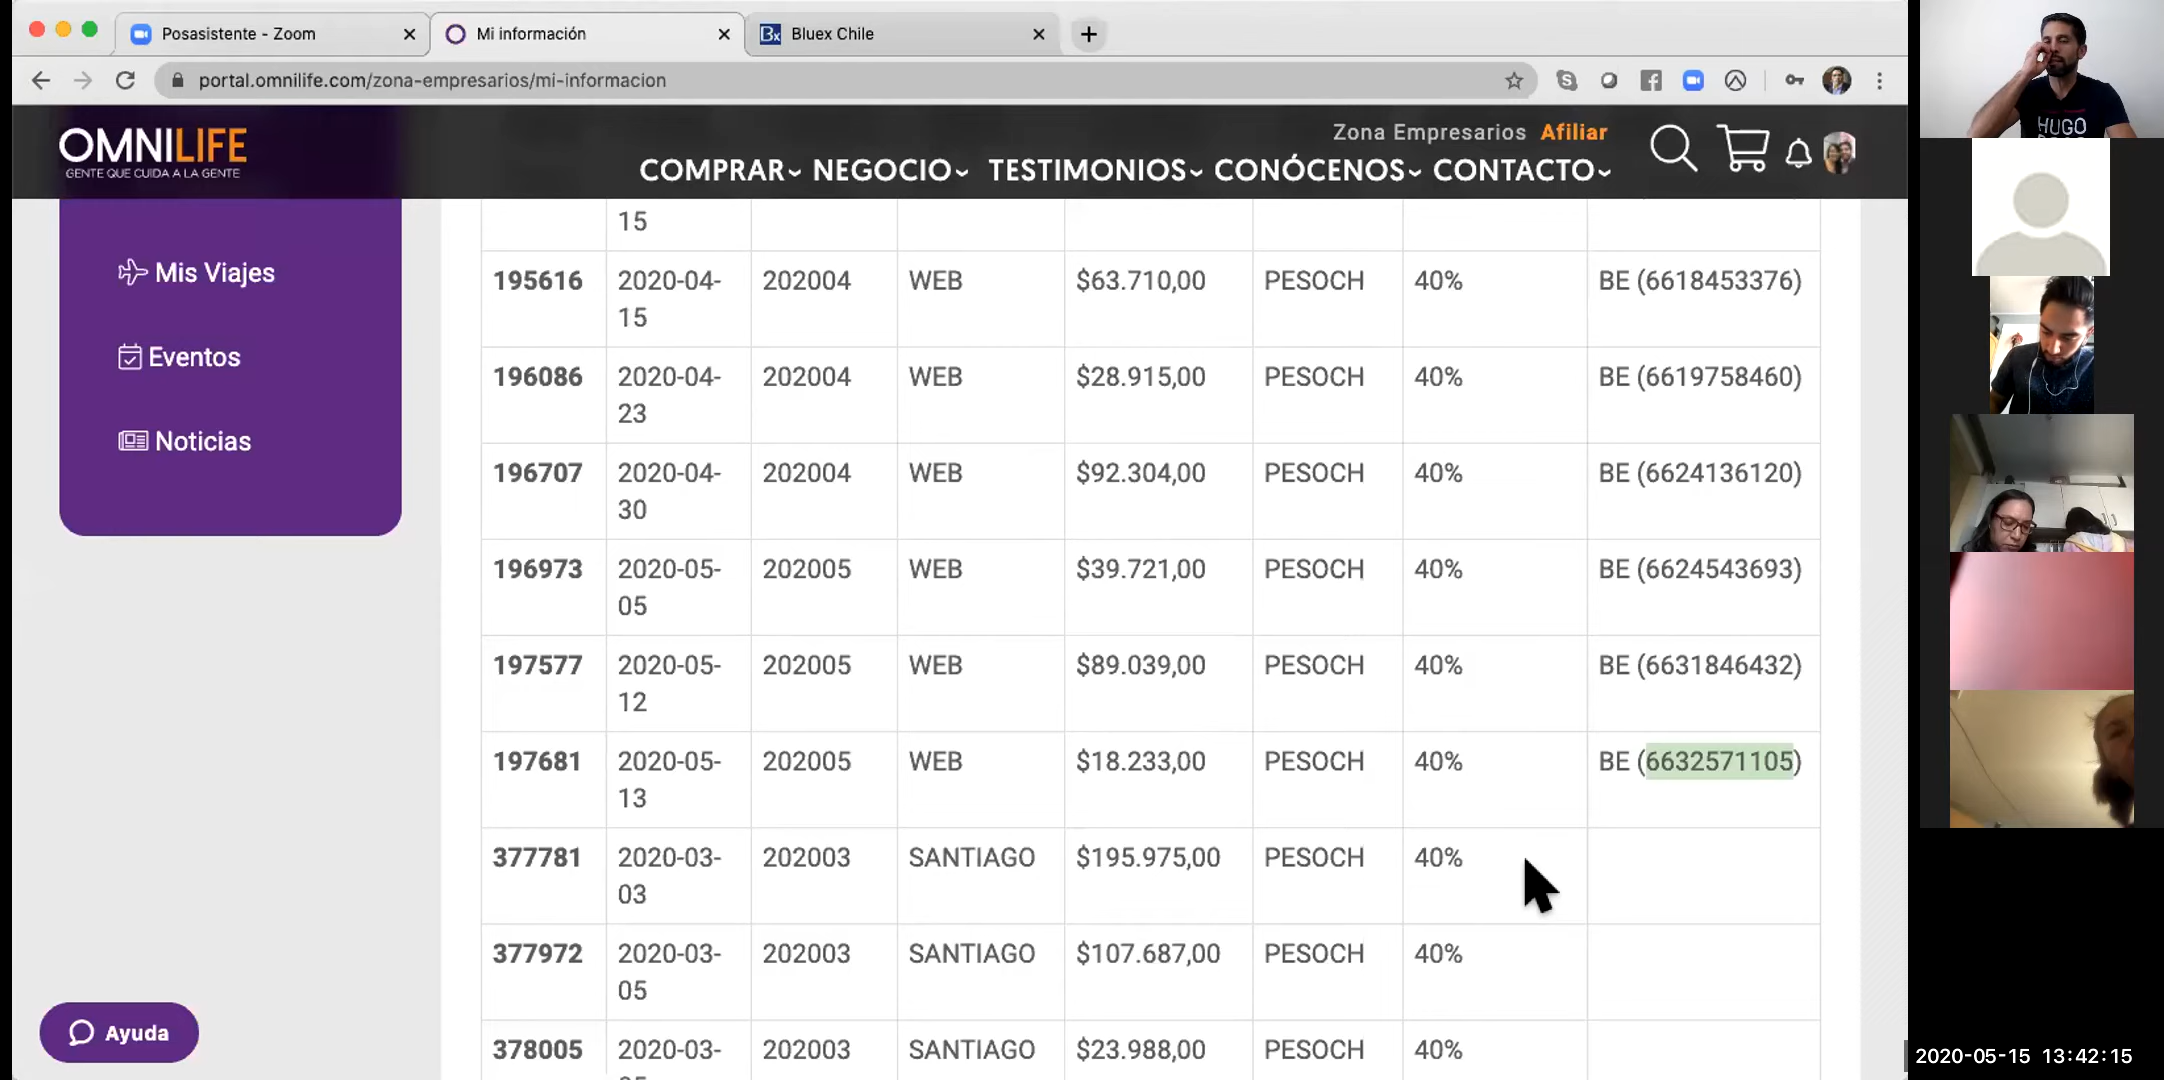 Posasistente - Zoom
Mi información
Bluex Chile
portal.omnilife.com/zona-empresarios/mi-informacion
OMNILIFE
GENTE QUE CUIDA A LA GENTE
Zona Empresarios Afiliar
COMPRAR NEGOCIO TESTIMONIOS CONÓCENOS CONTACTO
Mis Viajes
Eventos
Noticias
15
195616 2020-04-15 202004 WEB $63.710,00 PESOCH 40% BE (6618453376)
196086 2020-04-23 202004 WEB $28.915,00 PESOCH 40% BE (6619758460)
196707 2020-04-30 202004 WEB $92.304,00 PESOCH 40% BE (6624136120)
196973 2020-05-05 202005 WEB $39.721,00 PESOCH 40% BE (6624543693)
197577 2020-05-12 202005 WEB $89.039,00 PESOCH 40% BE (6631846432)
197681 2020-05-13 202005 WEB $18.233,00 PESOCH 40% BE (6632571105)
377781 2020-03-03 202003 SANTIAGO $195.975,00 PESOCH 40%
377972 2020-03-05 202003 SANTIAGO $107.687,00 PESOCH 40%
378005 2020-03- 202003 SANTIAGO $23.988,00 PESOCH 40%
Ayuda
HUGO
2020-05-15 13:42:15